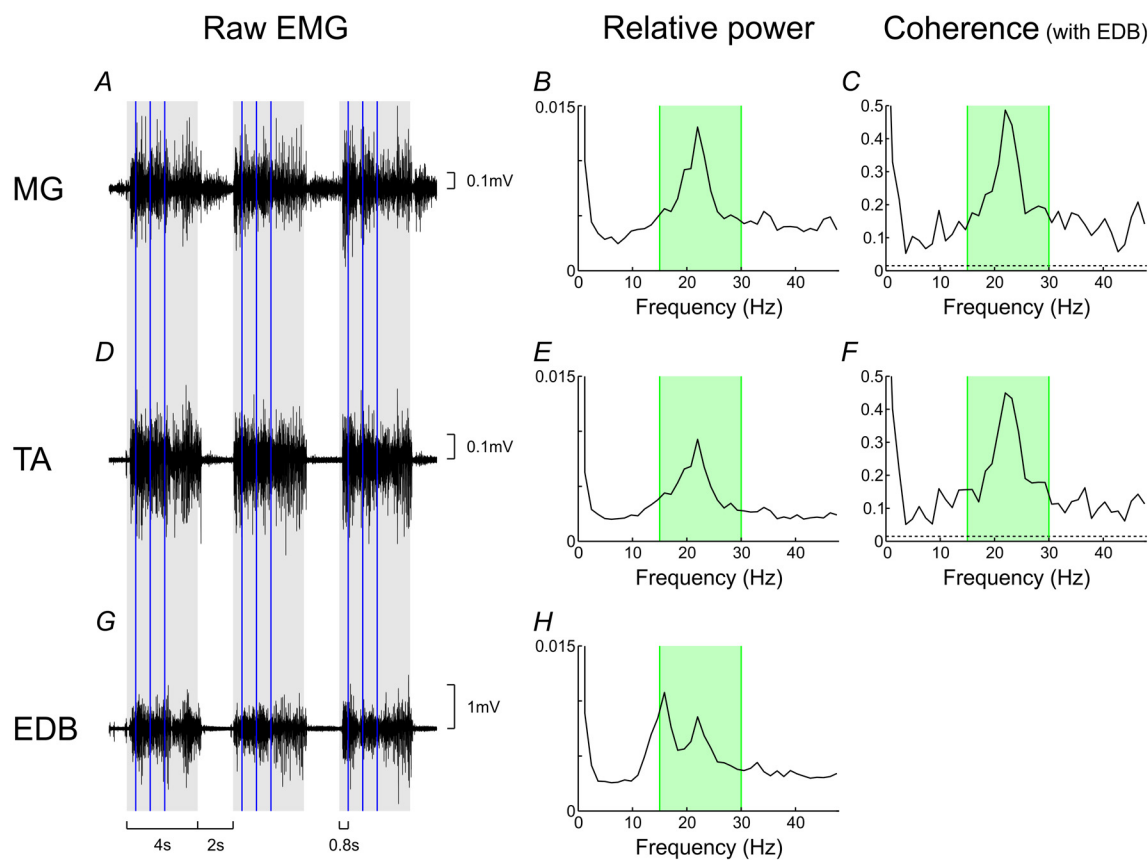 Raw EMG
Relative power
Coherence (with EDB)
A
B
C
MG
0.1mV
0.015
0
0 10 20 30 40
Frequency (Hz)
0.5
0.4
0.3
0.2
0.1
0
0 10 20 30 40
Frequency (Hz)
D
E
F
TA
0.1mV
0.015
0
0 10 20 30 40
Frequency (Hz)
0.5
0.4
0.3
0.2
0.1
0
0 10 20 30 40
Frequency (Hz)
G
H
EDB
1mV
4s 2s 0.8s
0.015
0
0 10 20 30 40
Frequency (Hz)